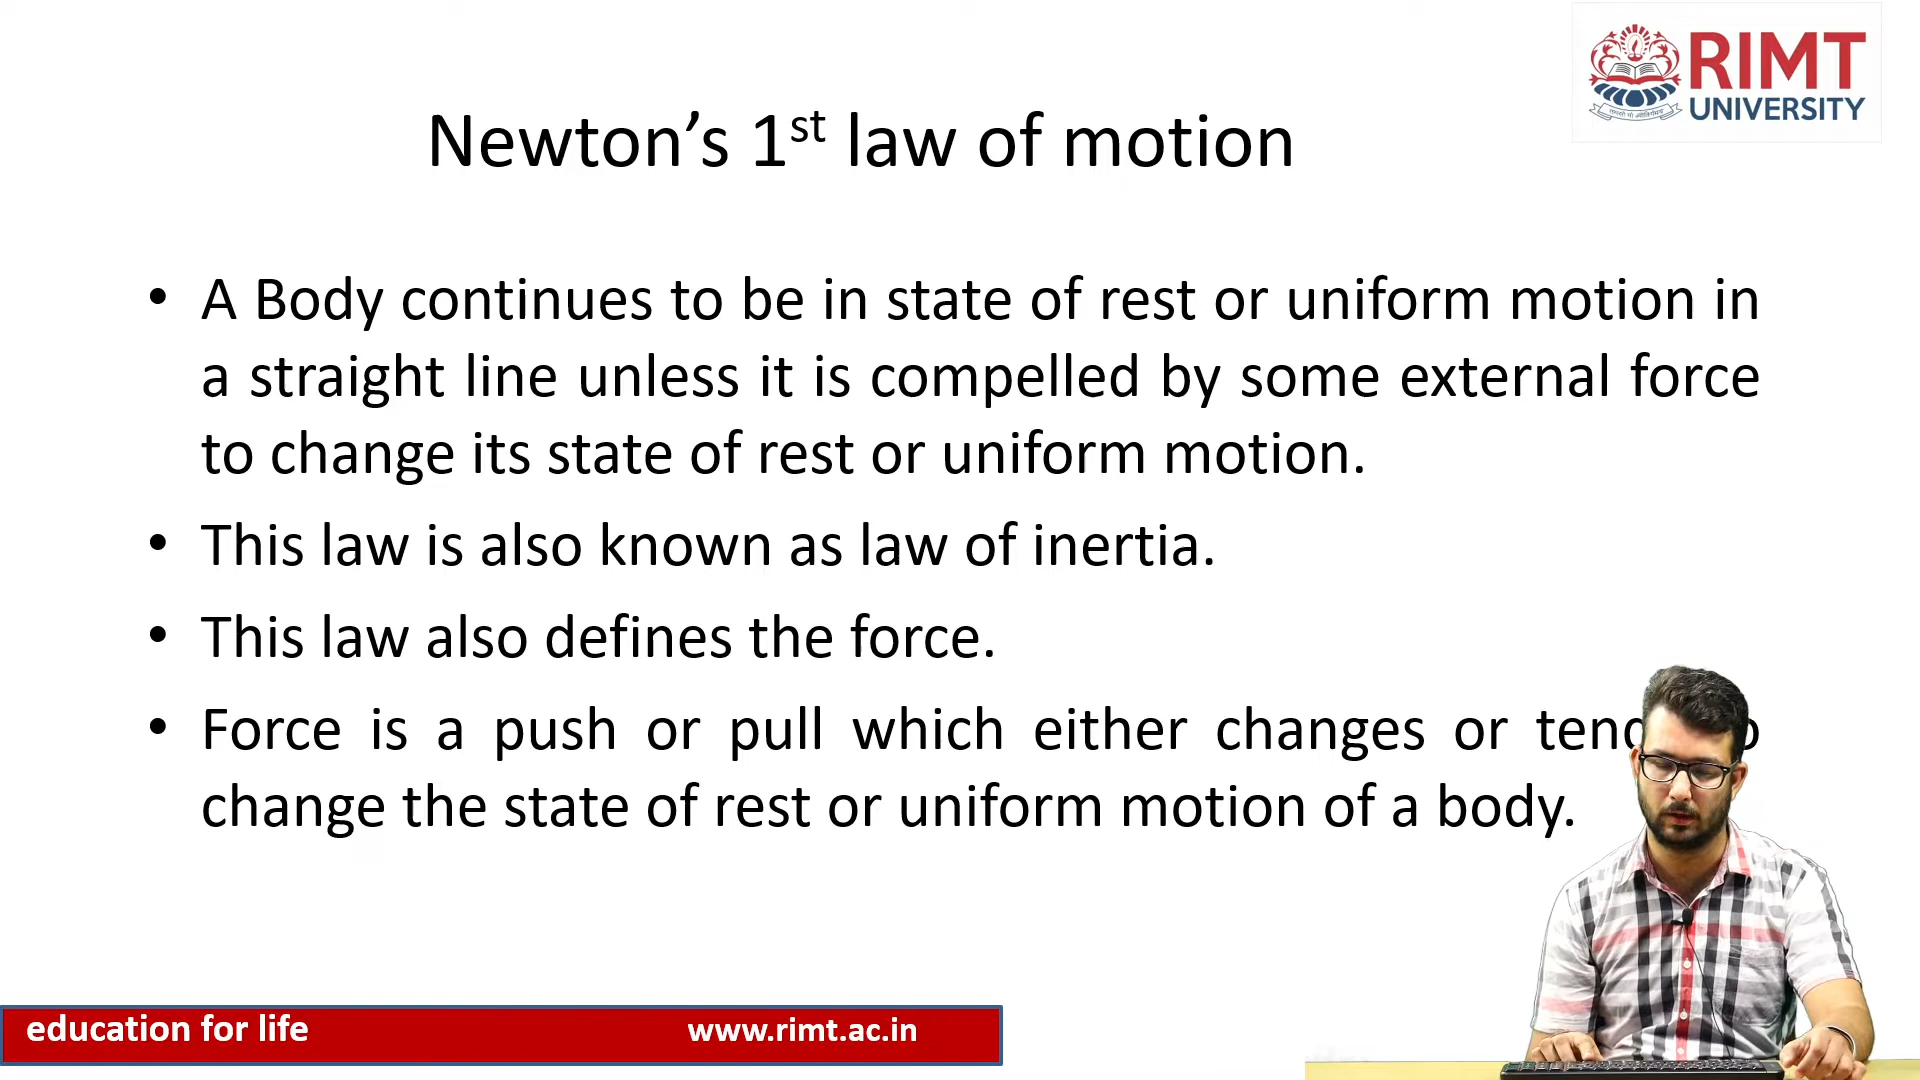 RIMT
UNIVERSITY
Newton’s 1st law of motion
• A Body continues to be in state of rest or uniform motion in
a straight line unless it is compelled by some external force
to change its state of rest or uniform motion.
• This law is also known as law of inertia.
• This law also defines the force.
• Force is a push or pull which either changes or
change the state of rest or uniform motion of a body.
education for life www.rimt.ac.in